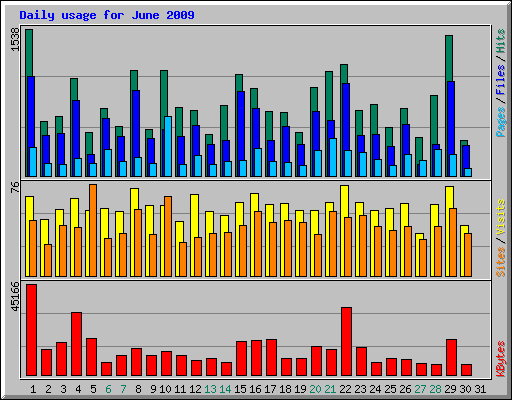 Daily usage for June 2009
1538
Pages / Files / Hits
76
Sites / Visits
45166
KBytes
1 2 3 4 5 6 7 8 9 10 11 12 13 14 15 16 17 18 19 20 21 22 23 24 25 26 27 28 29 30 31